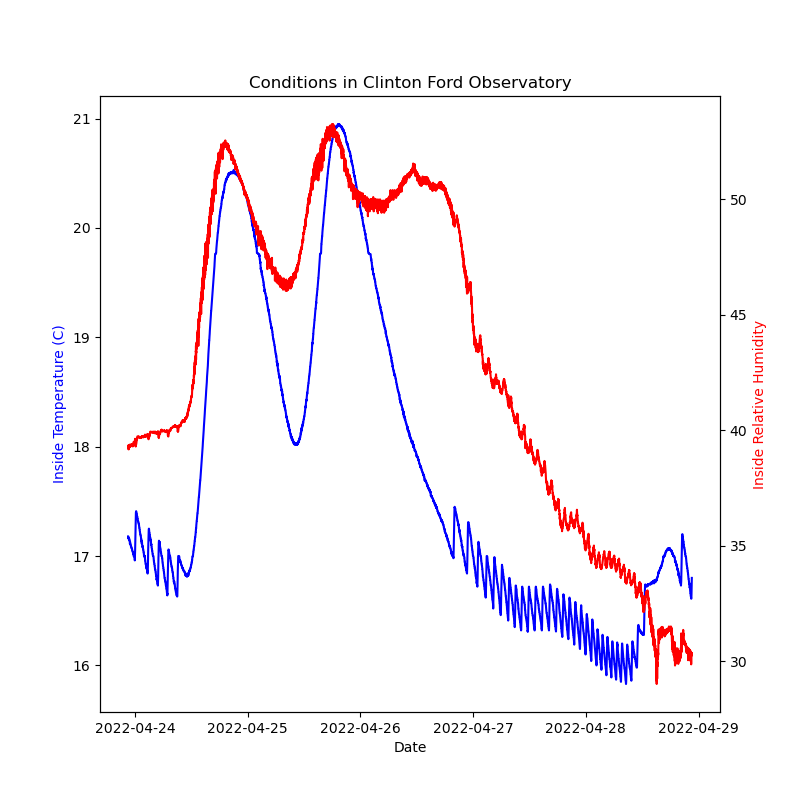 Conditions in Clinton Ford Observatory
Inside Temperature (C)
21
20
19
18
17
16
50
45
40
35
30
Inside Relative Humidity
2022-04-24 2022-04-25 2022-04-26 2022-04-27 2022-04-28 2022-04-29
Date